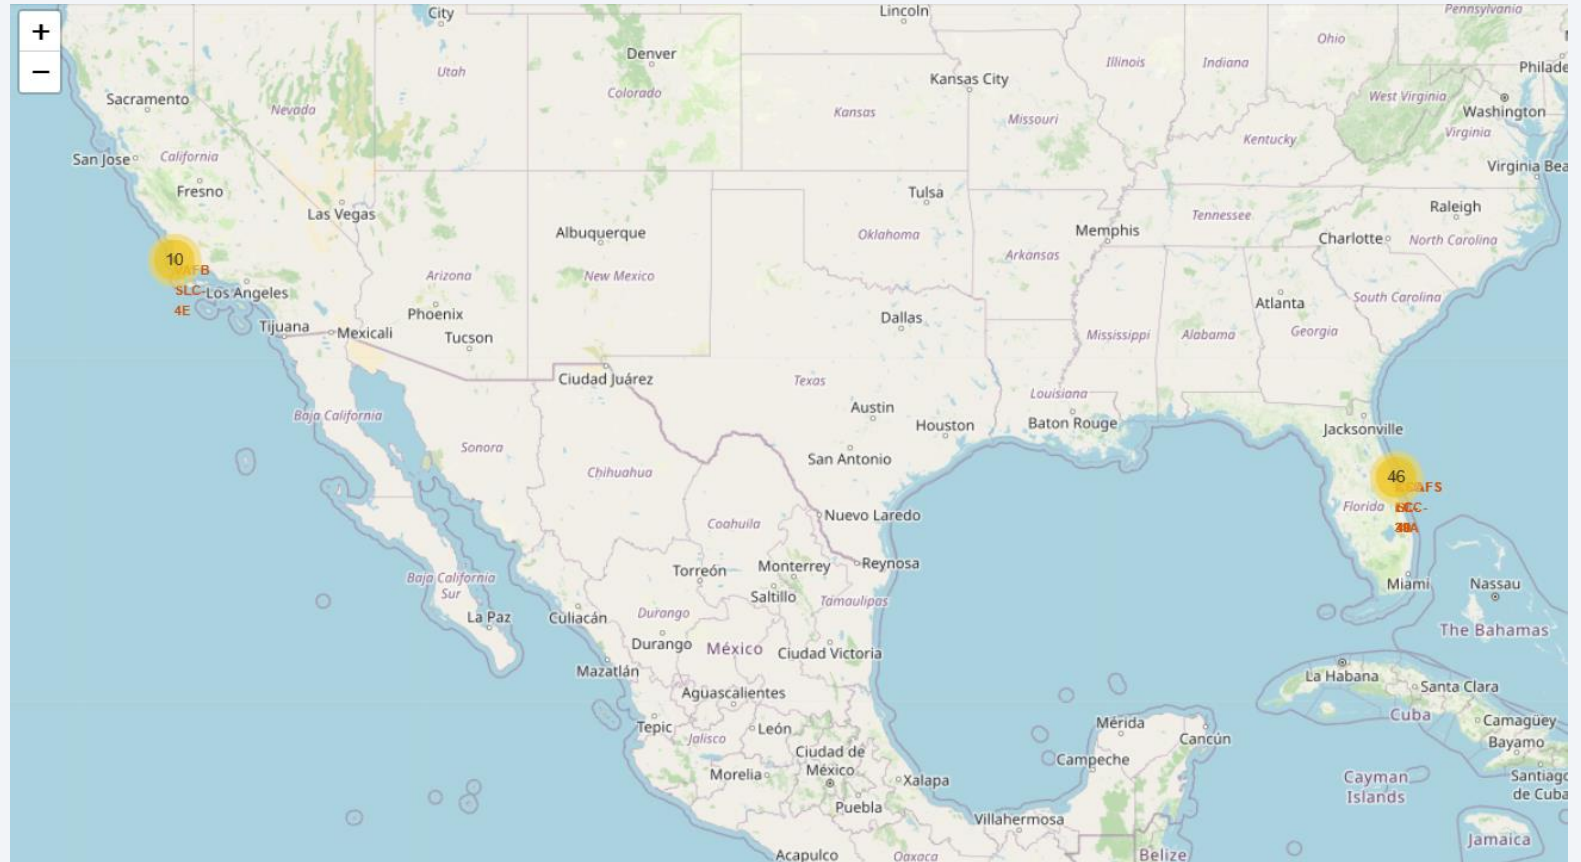 +
−
City
Lincoln
Pennsylvania
Denver
Utah
Colorado
Kansas City
Illinois
Indiana
Ohio
Philade
Sacramento
Nevada
Kansas
Missouri
West Virginia
Washington
Virginia
Kentucky
San Jose
California
Fresno
Virginia Bea
Las Vegas
Tulsa
Tennessee
Raleigh
Albuquerque
Oklahoma
Memphis
Charlotte
North Carolina
10
Arkansas
AFB
Arizona
New Mexico
SLC-
Los Angeles
4E
Phoenix
Atlanta
South Carolina
Tijuana
Mexicali
Tucson
Dallas
Mississippi
Alabama
Georgia
Ciudad Juárez
Texas
Louisiana
Baja California
Austin
Houston
Baton Rouge
Jacksonville
Sonora
Chihuahua
San Antonio
46
AFS
Florida
Coahuila
Nuevo Laredo
Torreón
Monterrey
Reynosa
Baja California
Sur
Saltillo
Tamaulipas
Miami
Nassau
La Paz
Culiacán
Durango
Durango
México
Ciudad Victoria
The Bahamas
Mazatlán
La Habana
Aguascalientes
Santa Clara
Cuba
Tepic
León
Mérida
Camagüey
Jalisco
Cancún
Bayamo
Ciudad de
México
Campeche
Morelia
Xalapa
Cayman
Islands
Santiago
de Cuba
Puebla
Villahermosa
Jamaica
Acapulco
Oaxaca
Belize